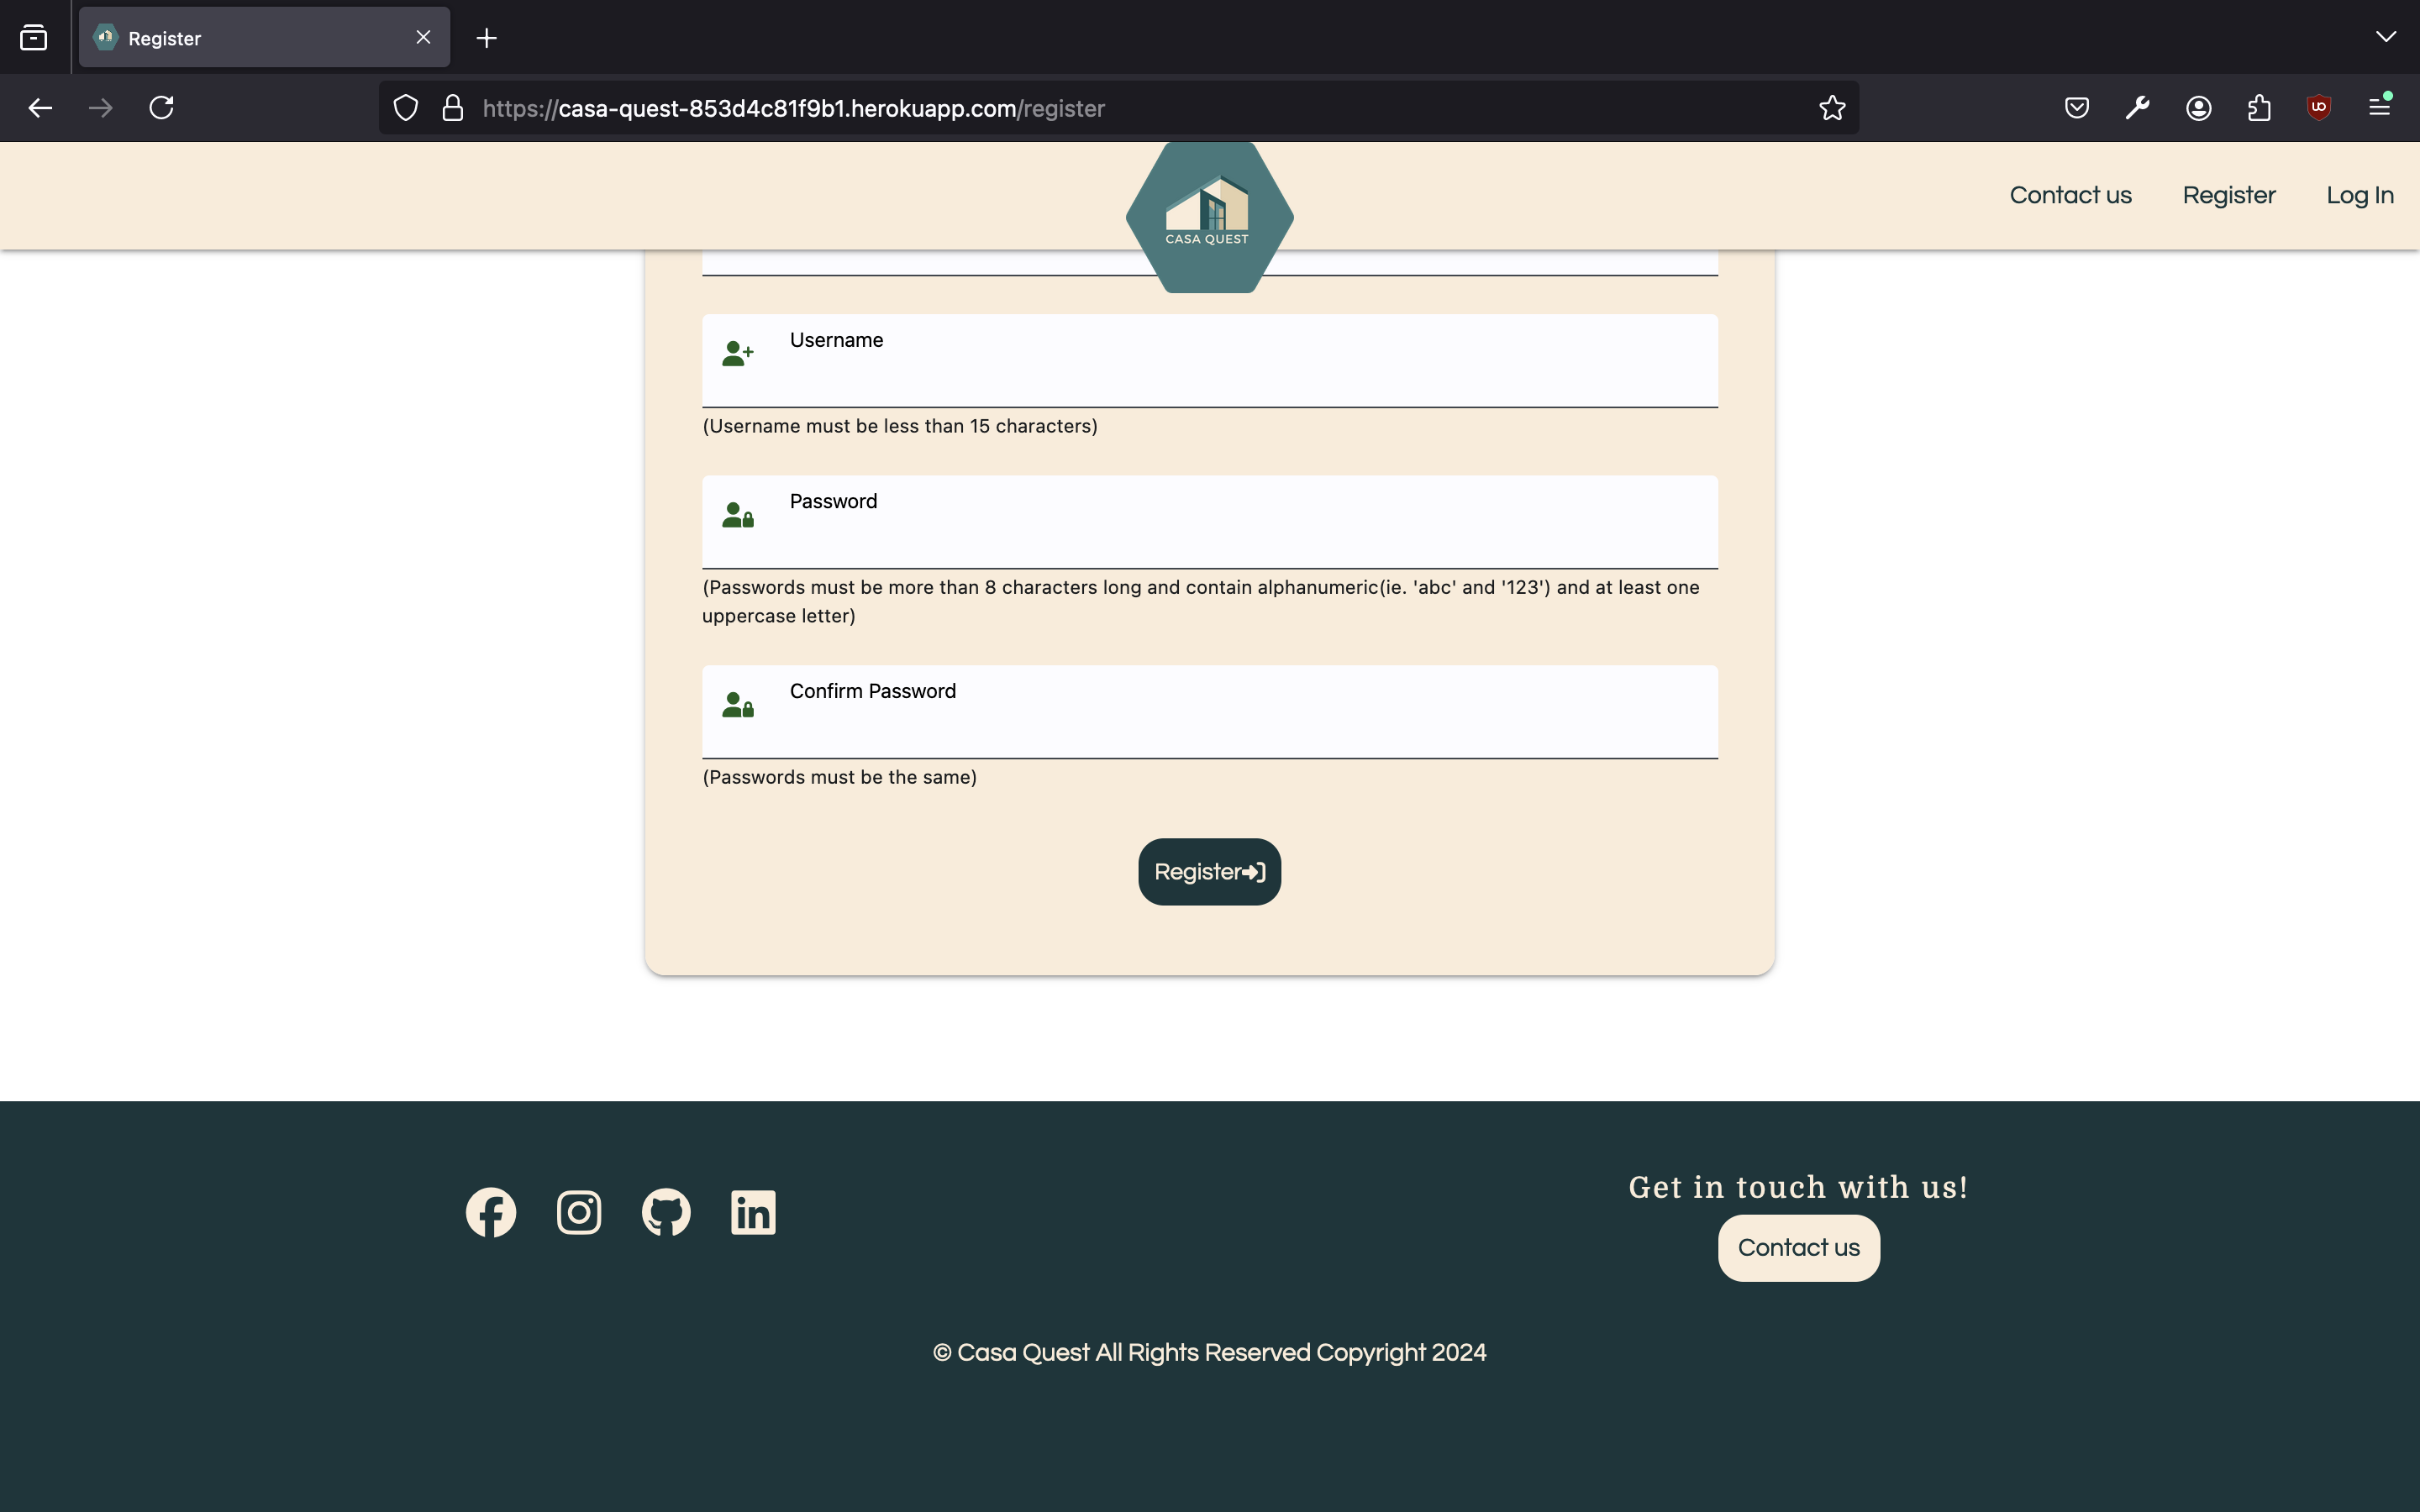 Register
https://casa-quest-853d4c81f9b1.herokuapp.com/register
CASA QUEST
Contact us
Register
Log In
Username
(Username must be less than 15 characters)
Password
(Passwords must be more than 8 characters long and contain alphanumeric(ie. 'abc' and '123') and at least one
uppercase letter)
Confirm Password
(Passwords must be the same)
Register
Get in touch with us!
Contact us
© Casa Quest All Rights Reserved Copyright 2024